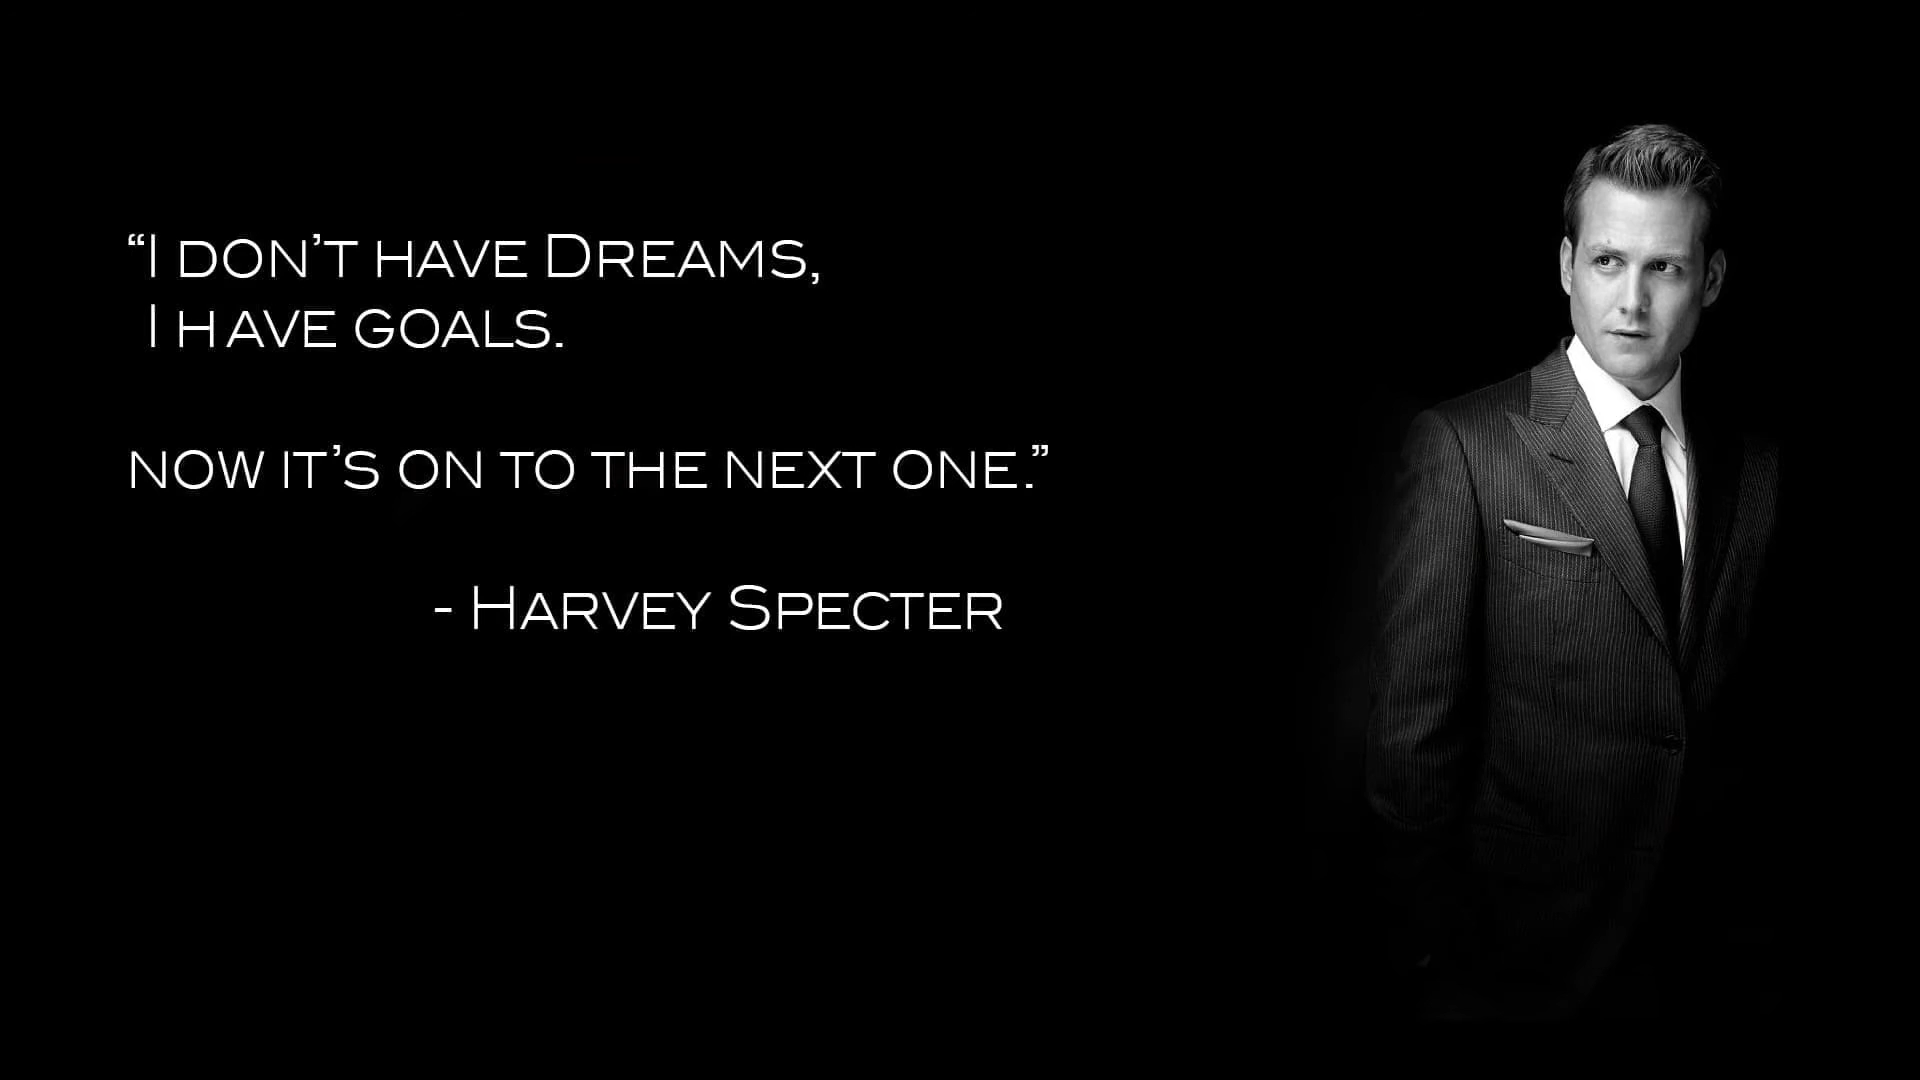 “I DON’T HAVE DREAMS,
I HAVE GOALS.
NOW IT’S ON TO THE NEXT ONE.”
- HARVEY SPECTER